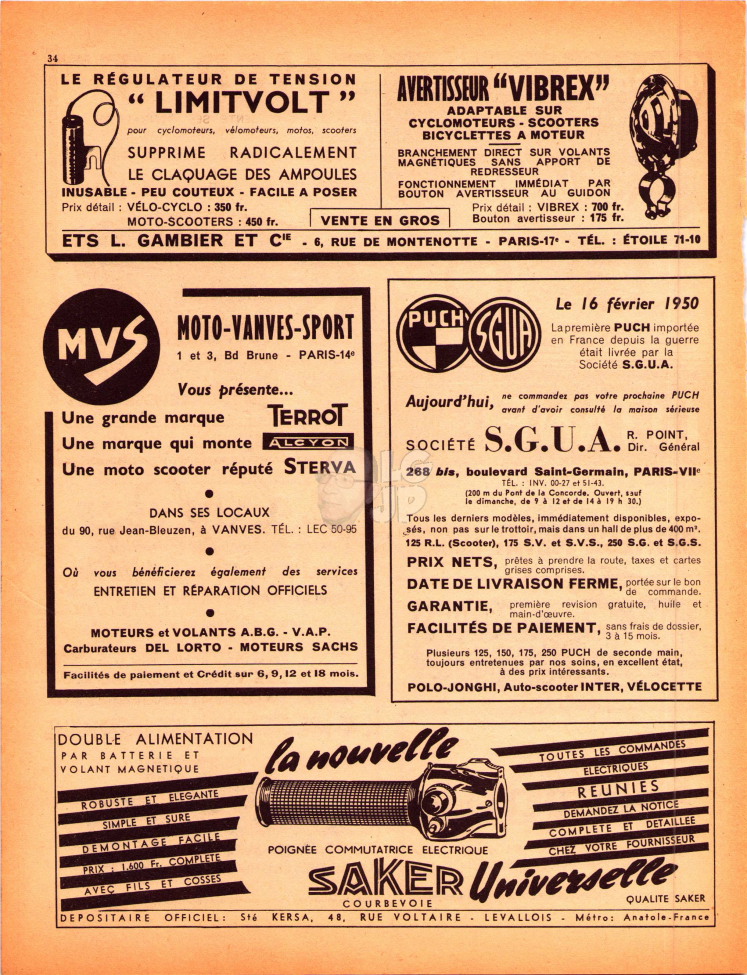 34
LE RÉGULATEUR DE TENSION
" LIMITVOLT "
pour cyclomoteurs, vélomoteurs, motos, scooters
SUPPRIME RADICALEMENT
LE CLAQUAGE DES AMPOULES
INUSABLE - PEU COUTEUX - FACILE A POSER
Prix détail : VÉLO-CYCLO : 350 fr.
MOTO-SCOOTERS : 450 fr.
AVERTISSEUR "VIBREX"
ADAPTABLE SUR
CYCLOMOTEURS - SCOOTERS
BICYCLETTES A MOTEUR
BRANCHEMENT DIRECT SUR VOLANTS
MAGNÉTIQUES SANS APPORT DE
REDRESSEUR
FONCTIONNEMENT IMMÉDIAT PAR
BOUTON AVERTISSEUR AU GUIDON
Prix détail : VIBREX : 700 fr.
Bouton avertisseur : 175 fr.
VENTE EN GROS
ETS L. GAMBIER ET CIE - 6, RUE DE MONTENOTTE - PARIS-17e - TÉL. : ÉTOILE 71-10
MVS
MOTO-VANVES-SPORT
1 et 3, Bd Brune - PARIS-14e
Vous présente...
Une grande marque TERROT
Une marque qui monte ALCYON
Une moto scooter réputé STERVA
DANS SES LOCAUX
du 90, rue Jean-Bleuzen, à VANVES. TÉL. : LEC 50-95
Où vous bénéficierez également des services
ENTRETIEN ET RÉPARATION OFFICIELS
MOTEURS et VOLANTS A.B.G. - V.A.P.
Carburateurs DEL LORTO - MOTEURS SACHS
Facilités de paiement et Crédit sur 6, 9, 12 et 18 mois.
PUCH
SGUA
Le 16 février 1950
La première PUCH importée
en France depuis la guerre
était livrée par la
Société S.G.U.A.
Aujourd'hui, ne commandez pas votre prochaine PUCH
avant d'avoir consulté la maison sérieuse
SOCIÉTÉ S.G.U.A. R. POINT,
Dir. Général
268 bis, boulevard Saint-Germain, PARIS-VIIe
TÉL. : INV. 00-27 et 51-43.
(200 m du Pont de la Concorde. Ouvert, sauf
le dimanche, de 9 à 12 et de 14 à 19 h 30.)
Tous les derniers modèles, immédiatement disponibles, expo-
sés, non pas sur le trottoir, mais dans un hall de plus de 400 m².
125 R.L. (Scooter), 175 S.V. et S.V.S., 250 S.G. et S.G.S.
PRIX NETS, prêtes à prendre la route, taxes et cartes
grises comprises.
DATE DE LIVRAISON FERME, portée sur le bon
de commande.
GARANTIE, première revision gratuite, huile et
main-d'œuvre.
FACILITÉS DE PAIEMENT, sans frais de dossier,
3 à 15 mois.
Plusieurs 125, 150, 175, 250 PUCH de seconde main,
toujours entretenues par nos soins, en excellent état,
à des prix intéressants.
POLO-JONGHI, Auto-scooter INTER, VÉLOCETTE
DOUBLE ALIMENTATION
PAR BATTERIE ET
VOLANT MAGNETIQUE
ROBUSTE ET ELEGANTE
SIMPLE ET SURE
DEMONTAGE FACILE
PRIX : 1.600 Fr. COMPLETE
AVEC FILS ET COSSES
la nouvelle
POIGNÉE COMMUTATRICE ELECTRIQUE
SAKER Universelle
COURBEVOIE
TOUTES LES COMMANDES
ELECTRIQUES
REUNIES
DEMANDEZ LA NOTICE
COMPLETE ET DETAILLEE
CHEZ VOTRE FOURNISSEUR
QUALITE SAKER
DEPOSITAIRE OFFICIEL: Sté KERSA, 48, RUE VOLTAIRE - LEVALLOIS - Métro: Anatole-France